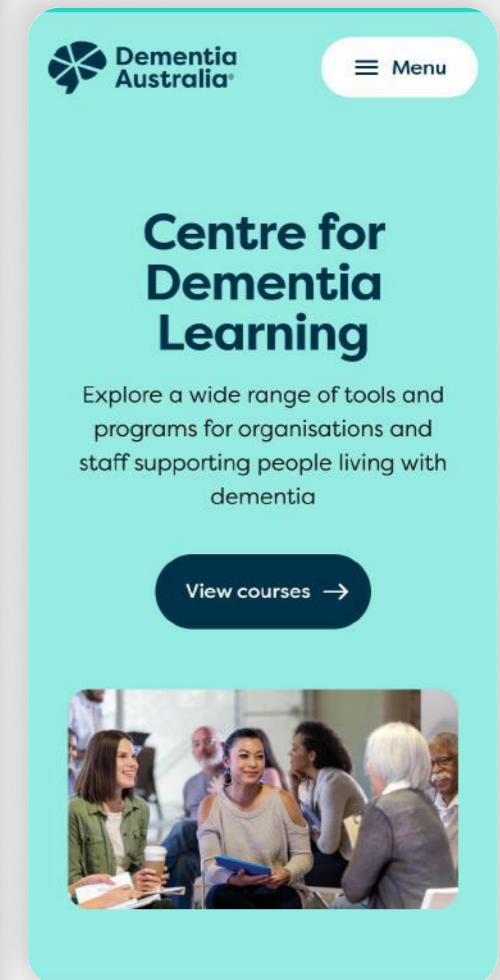 Dementia
Australia®
Menu
Centre for
Dementia
Learning
Explore a wide range of tools and
programs for organisations and
staff supporting people living with
dementia
View courses →